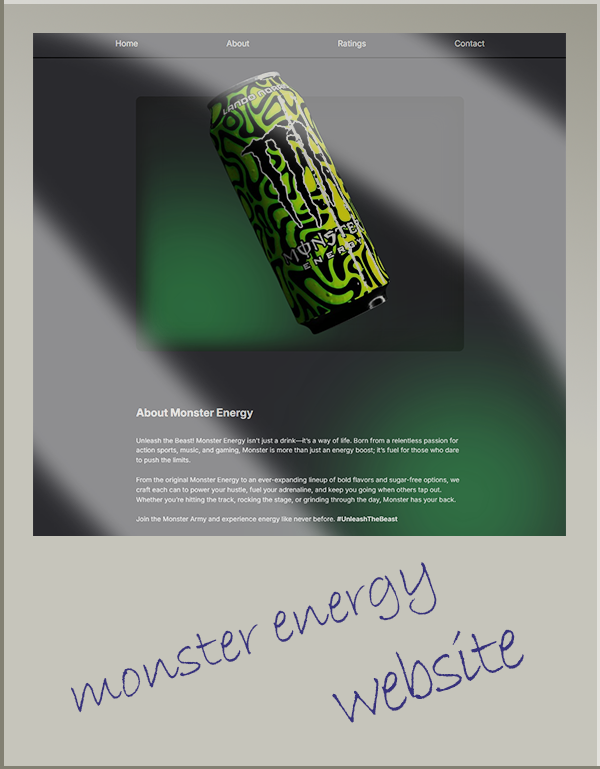 Home About Ratings Contact
LANDO NORRIS
MONSTER
ENERGY
About Monster Energy
Unleash the Beast! Monster Energy isn't just a drink—it's a way of life. Born from a relentless passion for
action sports, music, and gaming, Monster is more than just an energy boost; it's fuel for those who dare
to push the limits.
From the original Monster Energy to an ever-expanding lineup of bold flavors and sugar-free options, we
craft each can to power your hustle, fuel your adrenaline, and keep you going when others tap out.
Whether you're hitting the track, rocking the stage, or grinding through the day, Monster has your back.
Join the Monster Army and experience energy like never before. #UnleashTheBeast
monster energy
website